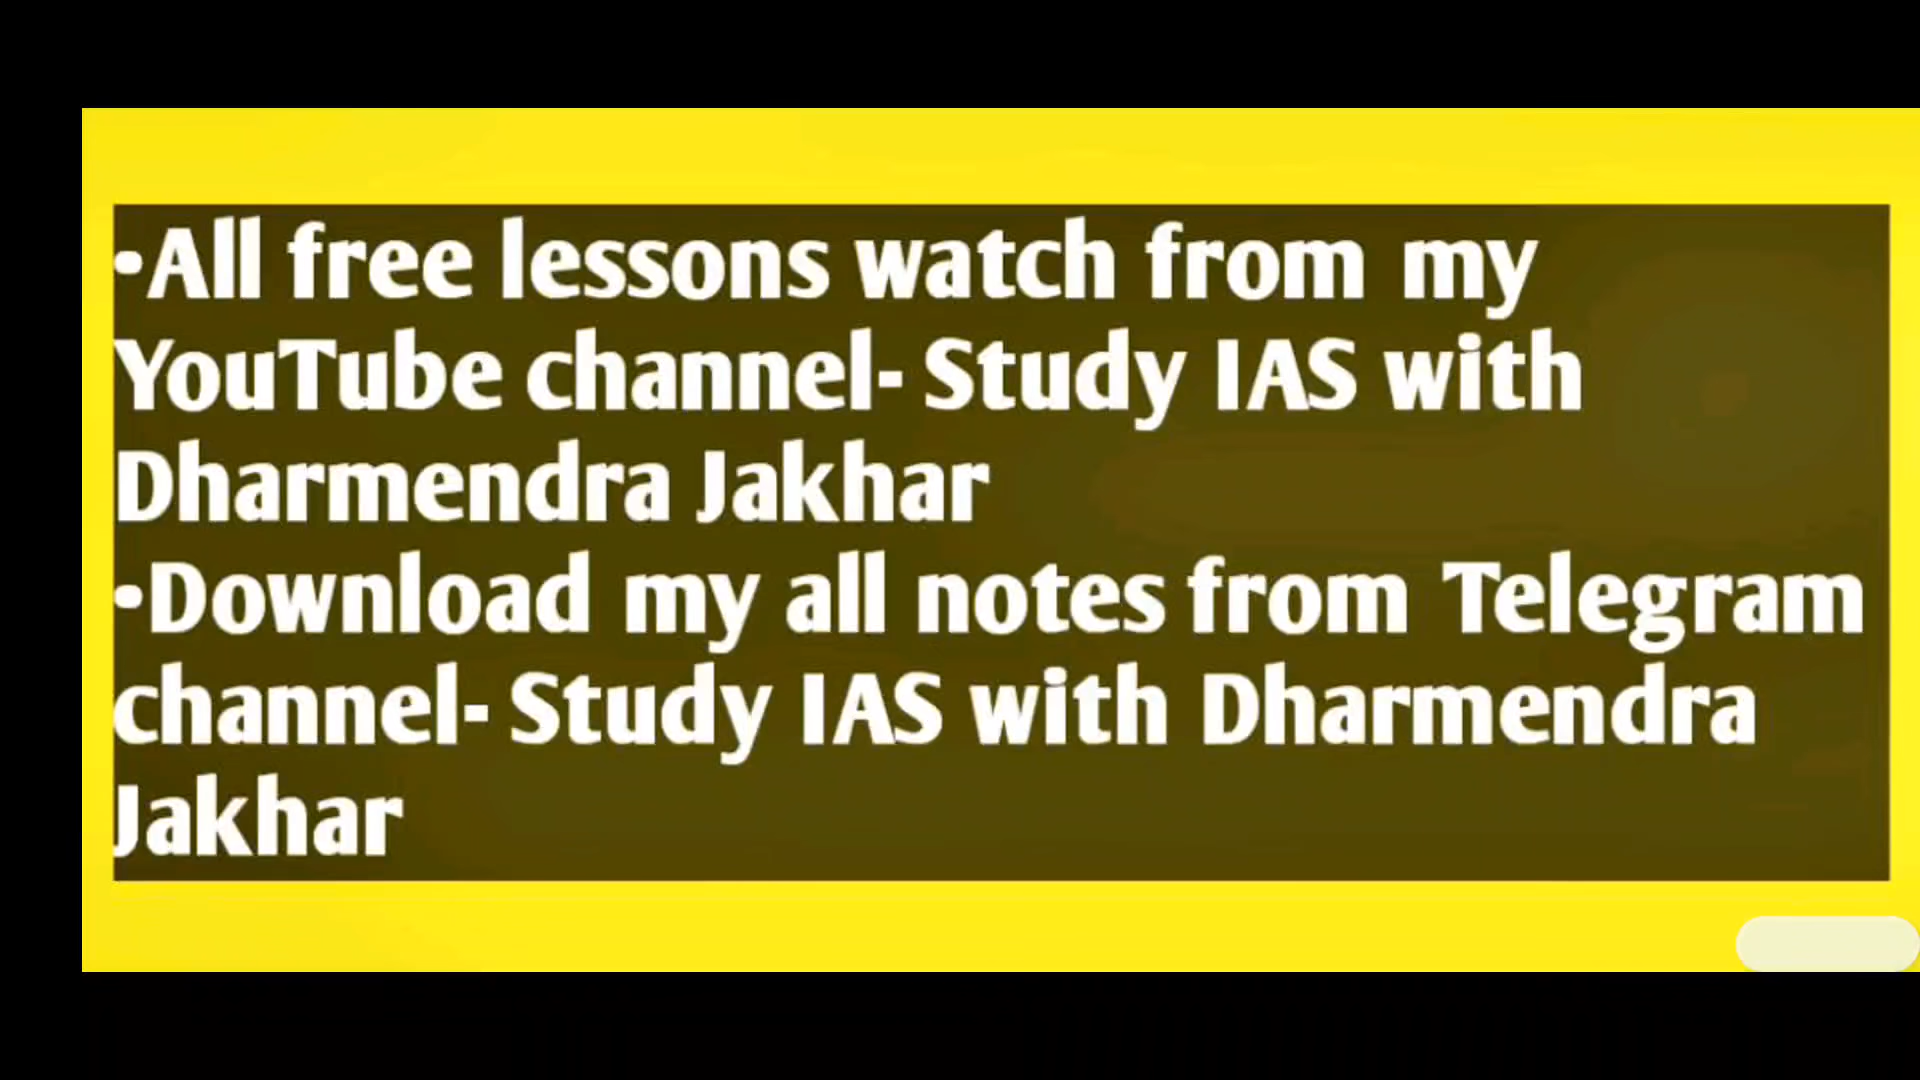 •All free lessons watch from my
YouTube channel- Study IAS with
Dharmendra Jakhar
•Download my all notes from Telegram
channel- Study IAS with Dharmendra
Jakhar